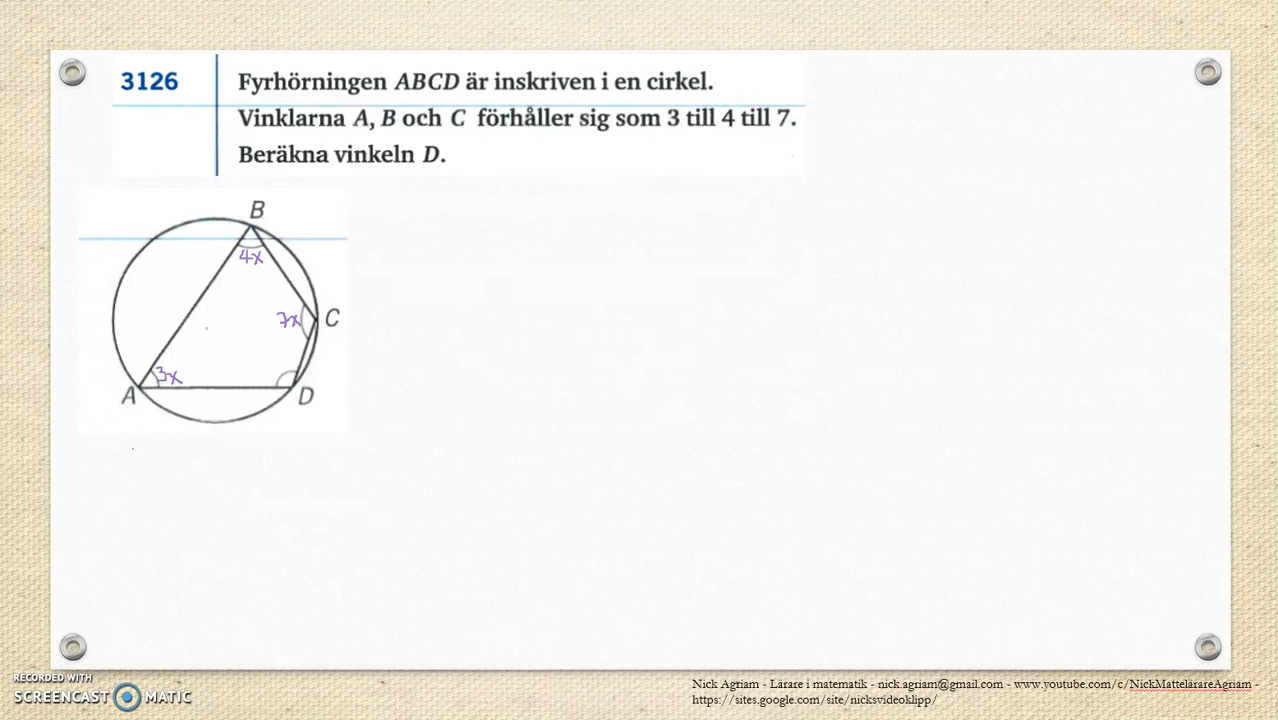 3126
Fyrhörningen ABCD är inskriven i en cirkel.
Vinklarna A, B och C förhåller sig som 3 till 4 till 7.
Beräkna vinkeln D.
B
4x
7x C
3x
A
D
RECORDED WITH
SCREENCAST MATIC
Nick Agriam - Lärare i matematik - nick.agriam@gmail.com - www.youtube.com/c/NickMattelärareAgriam -
https://sites.google.com/site/nicksvideoklipp/